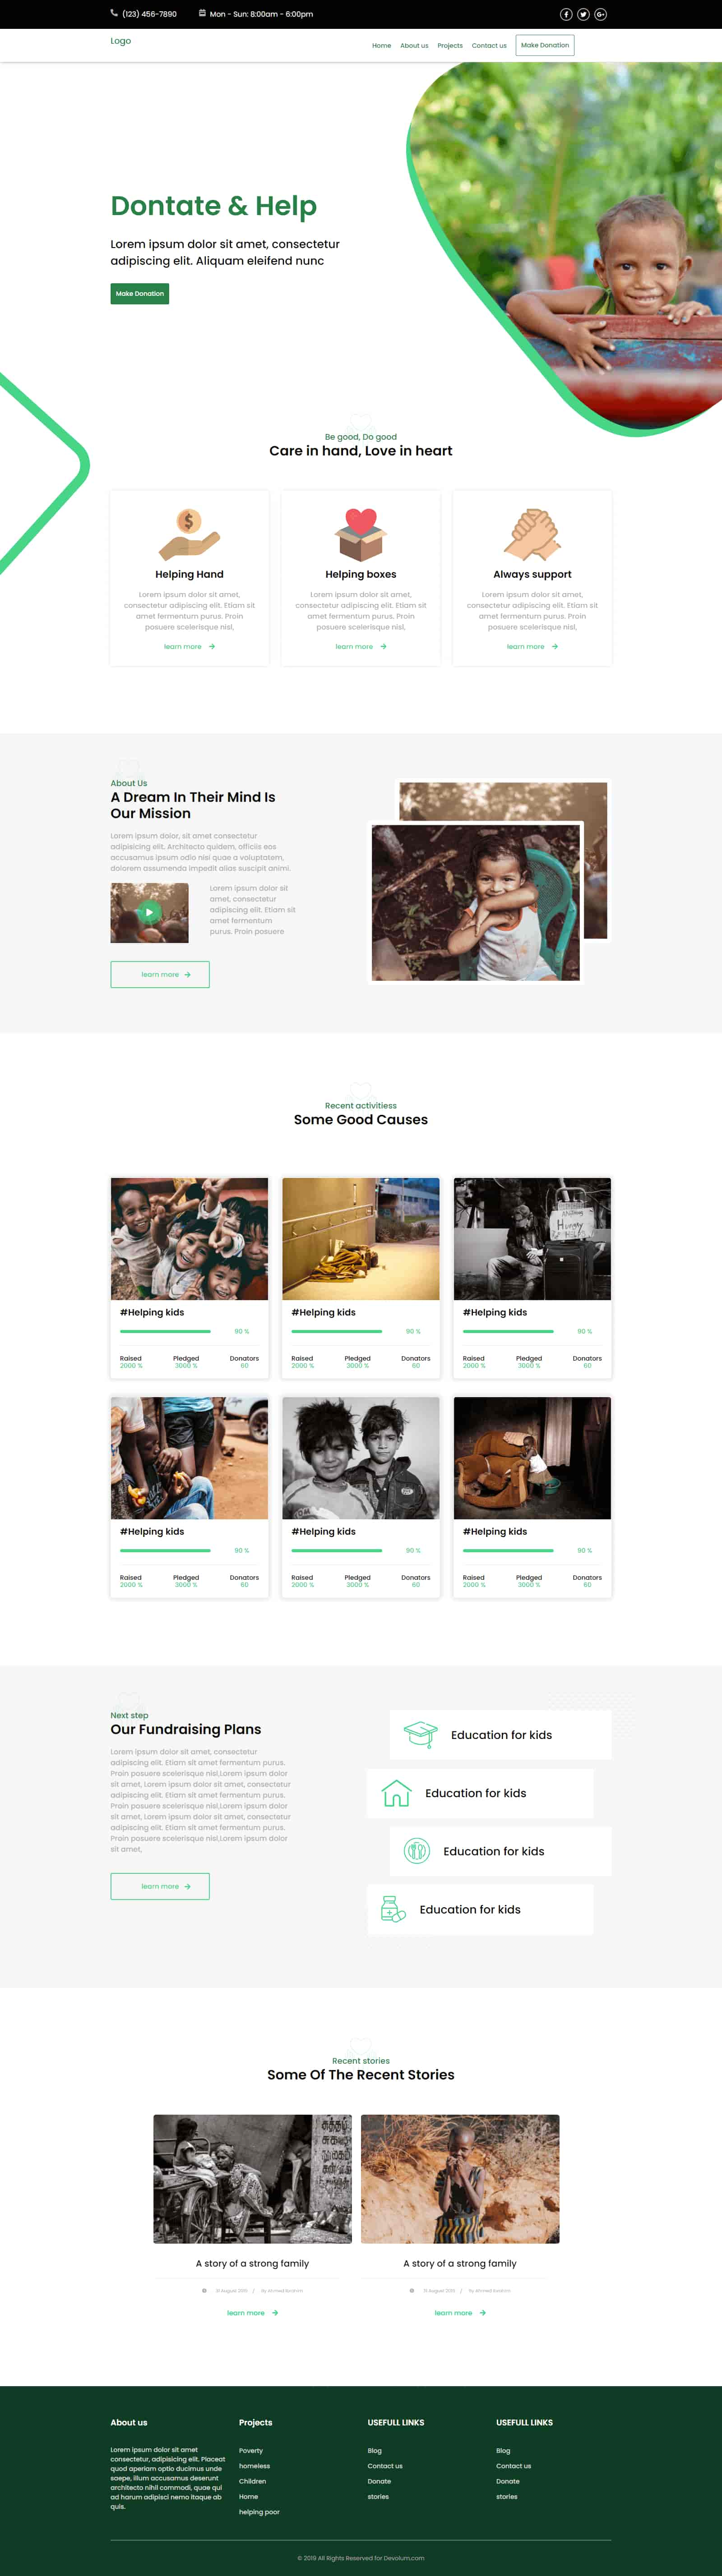 (123) 456-7890
Mon - Sun: 8:00am - 6:00pm
Logo
Home
About us
Projects
Contact us
Make Donation
Dontate & Help
Lorem ipsum dolor sit amet, consectetur
adipiscing elit. Aliquam eleifend nunc
Make Donation
Be good, Do good
Care in hand, Love in heart
Helping Hand
Lorem ipsum dolor sit amet,
consectetur adipiscing elit. Etiam sit
amet fermentum purus. Proin
posuere scelerisque nisl,
learn more
Helping boxes
Lorem ipsum dolor sit amet,
consectetur adipiscing elit. Etiam sit
amet fermentum purus. Proin
posuere scelerisque nisl,
learn more
Always support
Lorem ipsum dolor sit amet,
consectetur adipiscing elit. Etiam sit
amet fermentum purus. Proin
posuere scelerisque nisl,
learn more
About Us
A Dream In Their Mind Is
Our Mission
Lorem ipsum dolor, sit amet consectetur
adipisicing elit. Architecto quidem, officiis eos
accusamus ipsum odio nisi quae a voluptatem,
dolorem assumenda impedit alias suscipit animi.
Lorem ipsum dolor sit
amet, consectetur
adipiscing elit. Etiam sit
amet fermentum
purus. Proin posuere
learn more
Recent activitiess
Some Good Causes
Hungry
#Helping kids
90 %
Raised
2000 %
Pledged
3000 %
Donators
60
#Helping kids
90 %
Raised
2000 %
Pledged
3000 %
Donators
60
#Helping kids
90 %
Raised
2000 %
Pledged
3000 %
Donators
60
#Helping kids
90 %
Raised
2000 %
Pledged
3000 %
Donators
60
#Helping kids
90 %
Raised
2000 %
Pledged
3000 %
Donators
60
#Helping kids
90 %
Raised
2000 %
Pledged
3000 %
Donators
60
Next step
Our Fundraising Plans
Lorem ipsum dolor sit amet, consectetur
adipiscing elit. Etiam sit amet fermentum purus.
Proin posuere scelerisque nisl,Lorem ipsum dolor
sit amet, Lorem ipsum dolor sit amet, consectetur
adipiscing elit. Etiam sit amet fermentum purus.
Proin posuere scelerisque nisl,Lorem ipsum dolor
sit amet, Lorem ipsum dolor sit amet, consectetur
adipiscing elit. Etiam sit amet fermentum purus.
Proin posuere scelerisque nisl,Lorem ipsum dolor
sit amet,
learn more
Education for kids
Education for kids
Education for kids
Education for kids
Recent stories
Some Of The Recent Stories
A story of a strong family
August
/
By Ahmed Ibrahim
learn more
A story of a strong family
August
/
By Ahmed Ibrahim
learn more
About us
Lorem ipsum dolor sit amet
consectetur, adipisicing elit. Placeat
quod aperiam optio ducimus unde
saepe, illum accusamus deserunt
architecto nihil commodi, quae qui
ad harum adipisci nemo itaque ab
quis.
Projects
Poverty
homeless
Children
Home
helping poor
USEFULL LINKS
Blog
Contact us
Donate
stories
USEFULL LINKS
Blog
Contact us
Donate
stories
© 2019 All Rights Reserved for Devolum.com